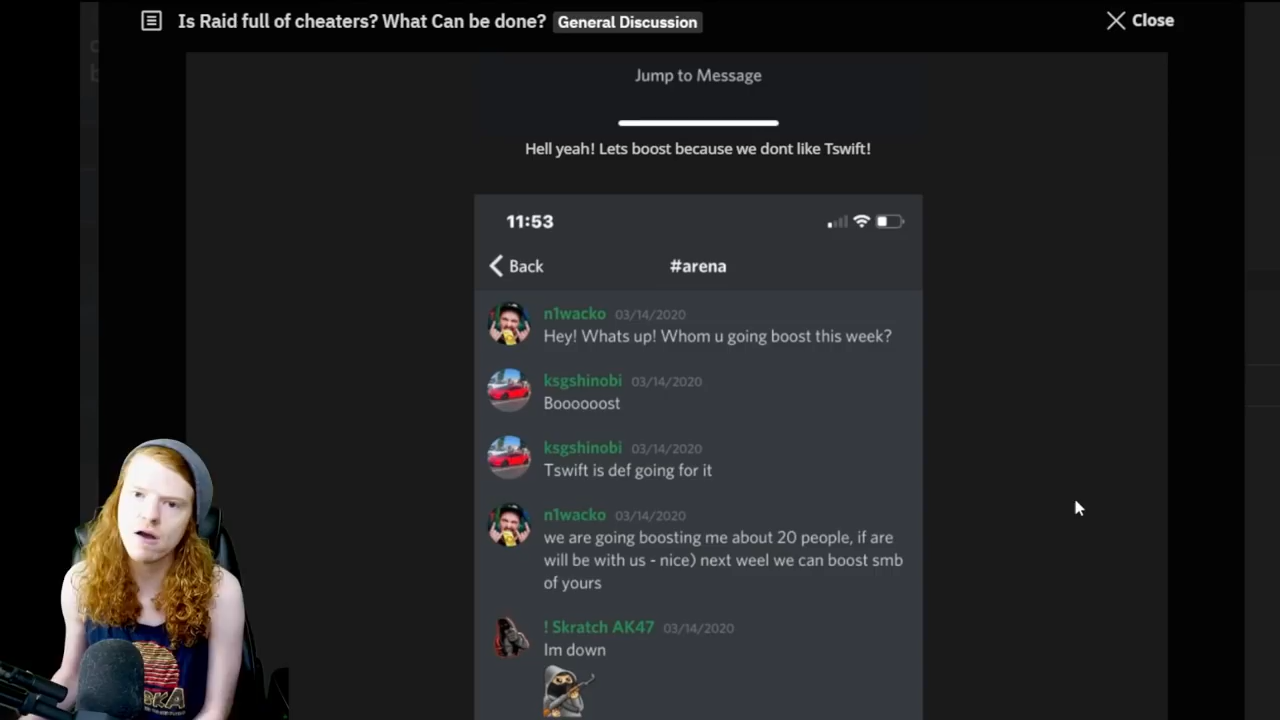 Is Raid full of cheaters? What Can be done? General Discussion
Close
Jump to Message
Hell yeah! Lets boost because we dont like Tswift!
11:53
Back
#arena
n1wacko 03/14/2020
Hey! Whats up! Whom u going boost this week?
ksgshinobi 03/14/2020
Boooooost
ksgshinobi 03/14/2020
Tswift is def going for it
n1wacko 03/14/2020
we are going boosting me about 20 people, if are
will be with us - nice) next weel we can boost smb
of yours
! Skratch AK47 03/14/2020
Im down